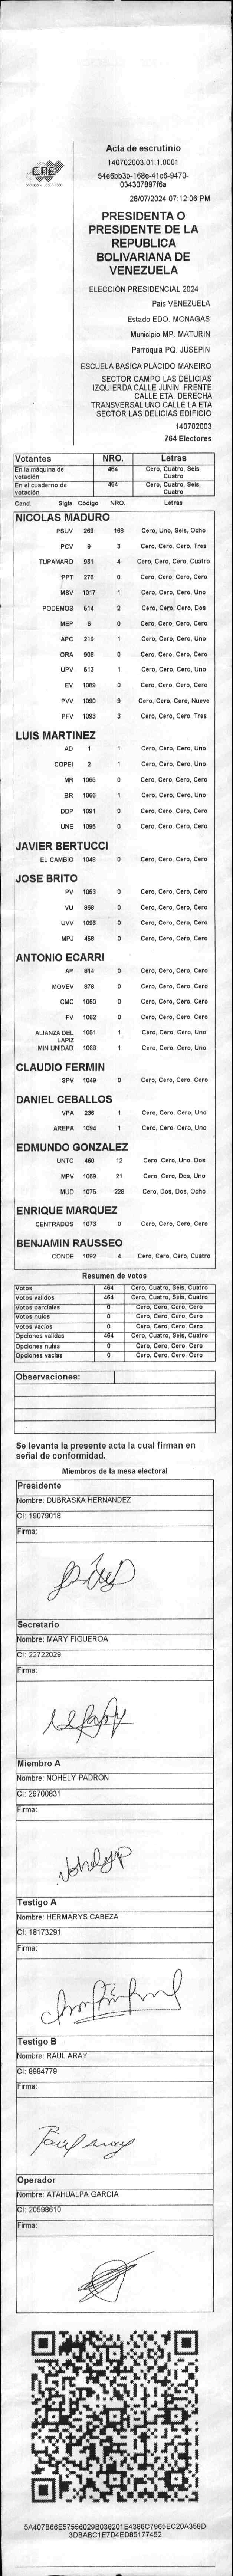 CNE
Acta de escrutinio
140702003.01.1.0001
54e6bb3b-168e-41c6-9470-
034307897f6a
28/07/2024 07:12:06 PM
PRESIDENTA O
PRESIDENTE DE LA
REPUBLICA
BOLIVARIANA DE
VENEZUELA
ELECCIÓN PRESIDENCIAL 2024
Pais VENEZUELA
Estado EDO. MONAGAS
Municipio MP. MATURIN
Parroquia PQ. JUSEPIN
ESCUELA BÁSICA PLACIDO MANEIRO
SECTOR CAMPO LAS DELICIAS
IZQUIERDA CALLE JUNIN. FRENTE
CALLE ETA. DERECHA
TRANSVERSAL UNO CALLE LA ETA
SECTOR LAS DELICIAS EDIFICIO
140702003
764 Electores
Votantes NRO. Letras
En la máquina de votación 464 Cero, Cuatro, Seis, Cuatro
En el cuaderno de votación 464 Cero, Cuatro, Seis, Cuatro
Cand. Sigla Código NRO. Letras
NICOLAS MADURO
PSUV 269 168 Cero, Uno, Seis, Ocho
PCV 9 3 Cero, Cero, Cero, Tres
TUPAMARO 931 4 Cero, Cero, Cero, Cuatro
PPT 276 0 Cero, Cero, Cero, Cero
MSV 1017 1 Cero, Cero, Cero, Uno
PODEMOS 514 2 Cero, Cero, Cero, Dos
MEP 6 0 Cero, Cero, Cero, Cero
APC 219 1 Cero, Cero, Cero, Uno
ORA 906 0 Cero, Cero, Cero, Cero
UPV 513 1 Cero, Cero, Cero, Uno
EV 1089 0 Cero, Cero, Cero, Cero
PVV 1090 9 Cero, Cero, Cero, Nueve
PFV 1093 3 Cero, Cero, Cero, Tres
LUIS MARTINEZ
AD 1 1 Cero, Cero, Cero, Uno
COPEI 2 1 Cero, Cero, Cero, Uno
MR 1065 0 Cero, Cero, Cero, Cero
BR 1066 1 Cero, Cero, Cero, Uno
DDP 1091 0 Cero, Cero, Cero, Cero
UNE 1095 0 Cero, Cero, Cero, Cero
JAVIER BERTUCCI
EL CAMBIO 1048 0 Cero, Cero, Cero, Cero
JOSE BRITO
PV 1053 0 Cero, Cero, Cero, Cero
VU 868 0 Cero, Cero, Cero, Cero
UVV 1096 0 Cero, Cero, Cero, Cero
MPJ 458 0 Cero, Cero, Cero, Cero
ANTONIO ECARRI
AP 814 0 Cero, Cero, Cero, Cero
MOVEV 878 0 Cero, Cero, Cero, Cero
CMC 1050 0 Cero, Cero, Cero, Cero
FV 1052 0 Cero, Cero, Cero, Cero
ALIANZA DEL LAPIZ 1051 1 Cero, Cero, Cero, Uno
MIN UNIDAD 1068 1 Cero, Cero, Cero, Uno
CLAUDIO FERMIN
SPV 1049 0 Cero, Cero, Cero, Cero
DANIEL CEBALLOS
VPA 236 1 Cero, Cero, Cero, Uno
AREPA 1094 1 Cero, Cero, Cero, Uno
EDMUNDO GONZALEZ
UNTC 460 12 Cero, Cero, Uno, Dos
MPV 1069 21 Cero, Cero, Dos, Uno
MUD 1075 228 Cero, Dos, Dos, Ocho
ENRIQUE MARQUEZ
CENTRADOS 1073 0 Cero, Cero, Cero, Cero
BENJAMIN RAUSSEO
CONDE 1092 4 Cero, Cero, Cero, Cuatro
Resumen de votos
Votos 464 Cero, Cuatro, Seis, Cuatro
Votos validos 464 Cero, Cuatro, Seis, Cuatro
Votos parciales 0 Cero, Cero, Cero, Cero
Votos nulos 0 Cero, Cero, Cero, Cero
Votos vacios 0 Cero, Cero, Cero, Cero
Opciones validas 464 Cero, Cuatro, Seis, Cuatro
Opciones nulas 0 Cero, Cero, Cero, Cero
Opciones vacias 0 Cero, Cero, Cero, Cero
Observaciones:
Se levanta la presente acta la cual firman en
señal de conformidad.
Miembros de la mesa electoral
Presidente
Nombre: DUBRASKA HERNANDEZ
CI: 19079018
Firma:
Secretario
Nombre: MARY FIGUEROA
CI: 22722029
Firma:
Miembro A
Nombre: NOHELY PADRON
CI: 29700831
Firma:
Testigo A
Nombre: HERMARYS CABEZA
CI: 18173291
Firma:
Testigo B
Nombre: RAUL ARAY
CI: 8984779
Firma:
Raul aray
Operador
Nombre: ATAHUALPA GARCIA
CI: 20598610
Firma:
5A407B66E57556029B036201E4386C7965EC20A358D
3DBABC1E7D4ED85177452